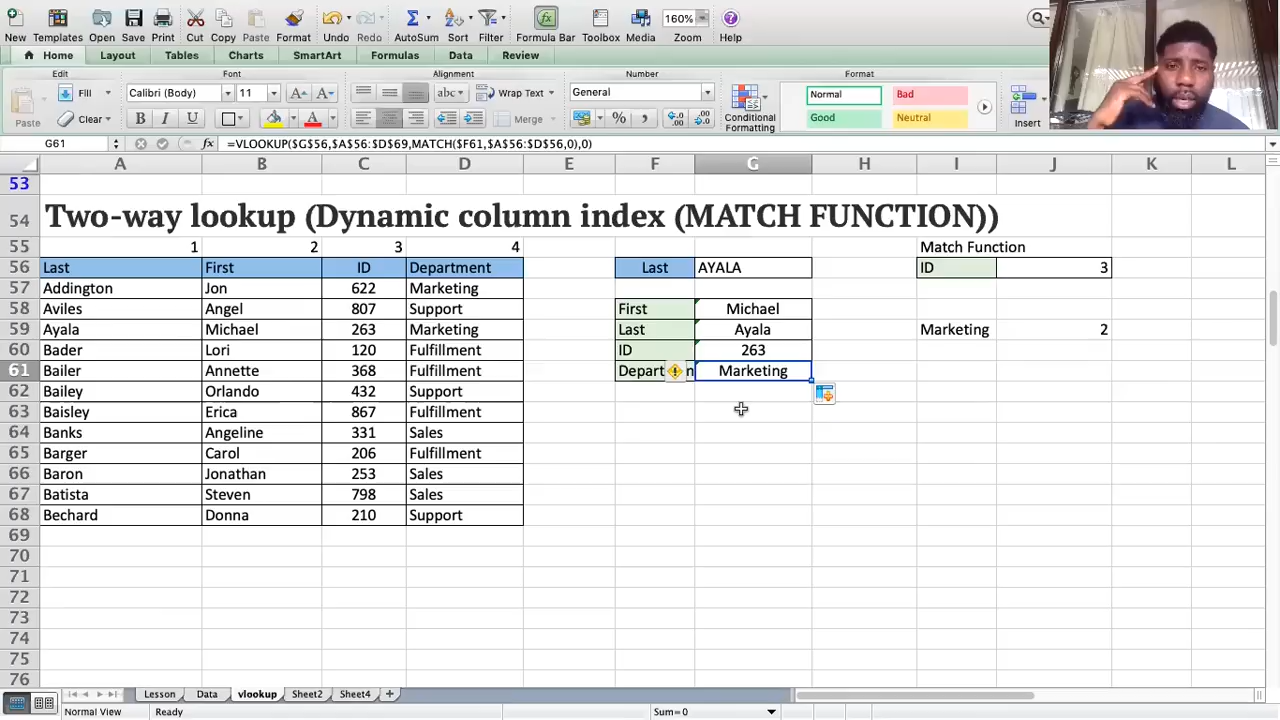 New Templates Open Save Print Cut Copy Paste Format Undo Redo AutoSum Sort Filter Formula Bar Toolbox Media 160% Zoom Help
Home Layout Tables Charts SmartArt Formulas Data Review
Edit Font Alignment Number Format
Fill Calibri (Body) 11 A A abc Wrap Text General Normal Bad
Paste Clear B I U A Merge % , Conditional Formatting Good Neutral Insert
G61 fx =VLOOKUP($G$56,$A$56:$D$69,MATCH($F61,$A$56:$D$56,0),0)
A B C D E F G H I J K L
53
54 Two-way lookup (Dynamic column index (MATCH FUNCTION))
55 1 2 3 4 Match Function
56 Last First ID Department Last AYALA ID 3
57 Addington Jon 622 Marketing
58 Aviles Angel 807 Support First Michael
59 Ayala Michael 263 Marketing Last Ayala Marketing 2
60 Bader Lori 120 Fulfillment ID 263
61 Bailer Annette 368 Fulfillment Depart n Marketing
62 Bailey Orlando 432 Support
63 Baisley Erica 867 Fulfillment
64 Banks Angeline 331 Sales
65 Barger Carol 206 Fulfillment
66 Baron Jonathan 253 Sales
67 Batista Steven 798 Sales
68 Bechard Donna 210 Support
69
70
71
72
73
74
75
76
Lesson Data vlookup Sheet2 Sheet4
Normal View Ready Sum=0